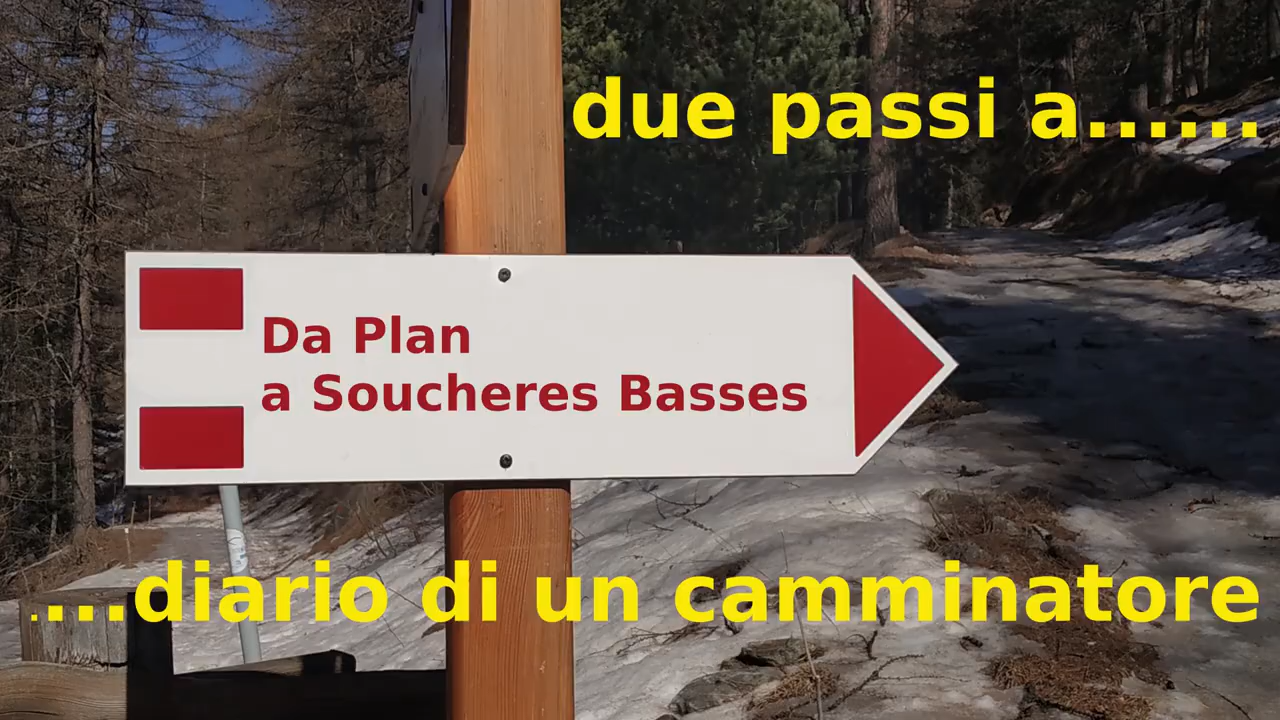 due passi a......
Da Plan
a Soucheres Basses
....diario di un camminatore